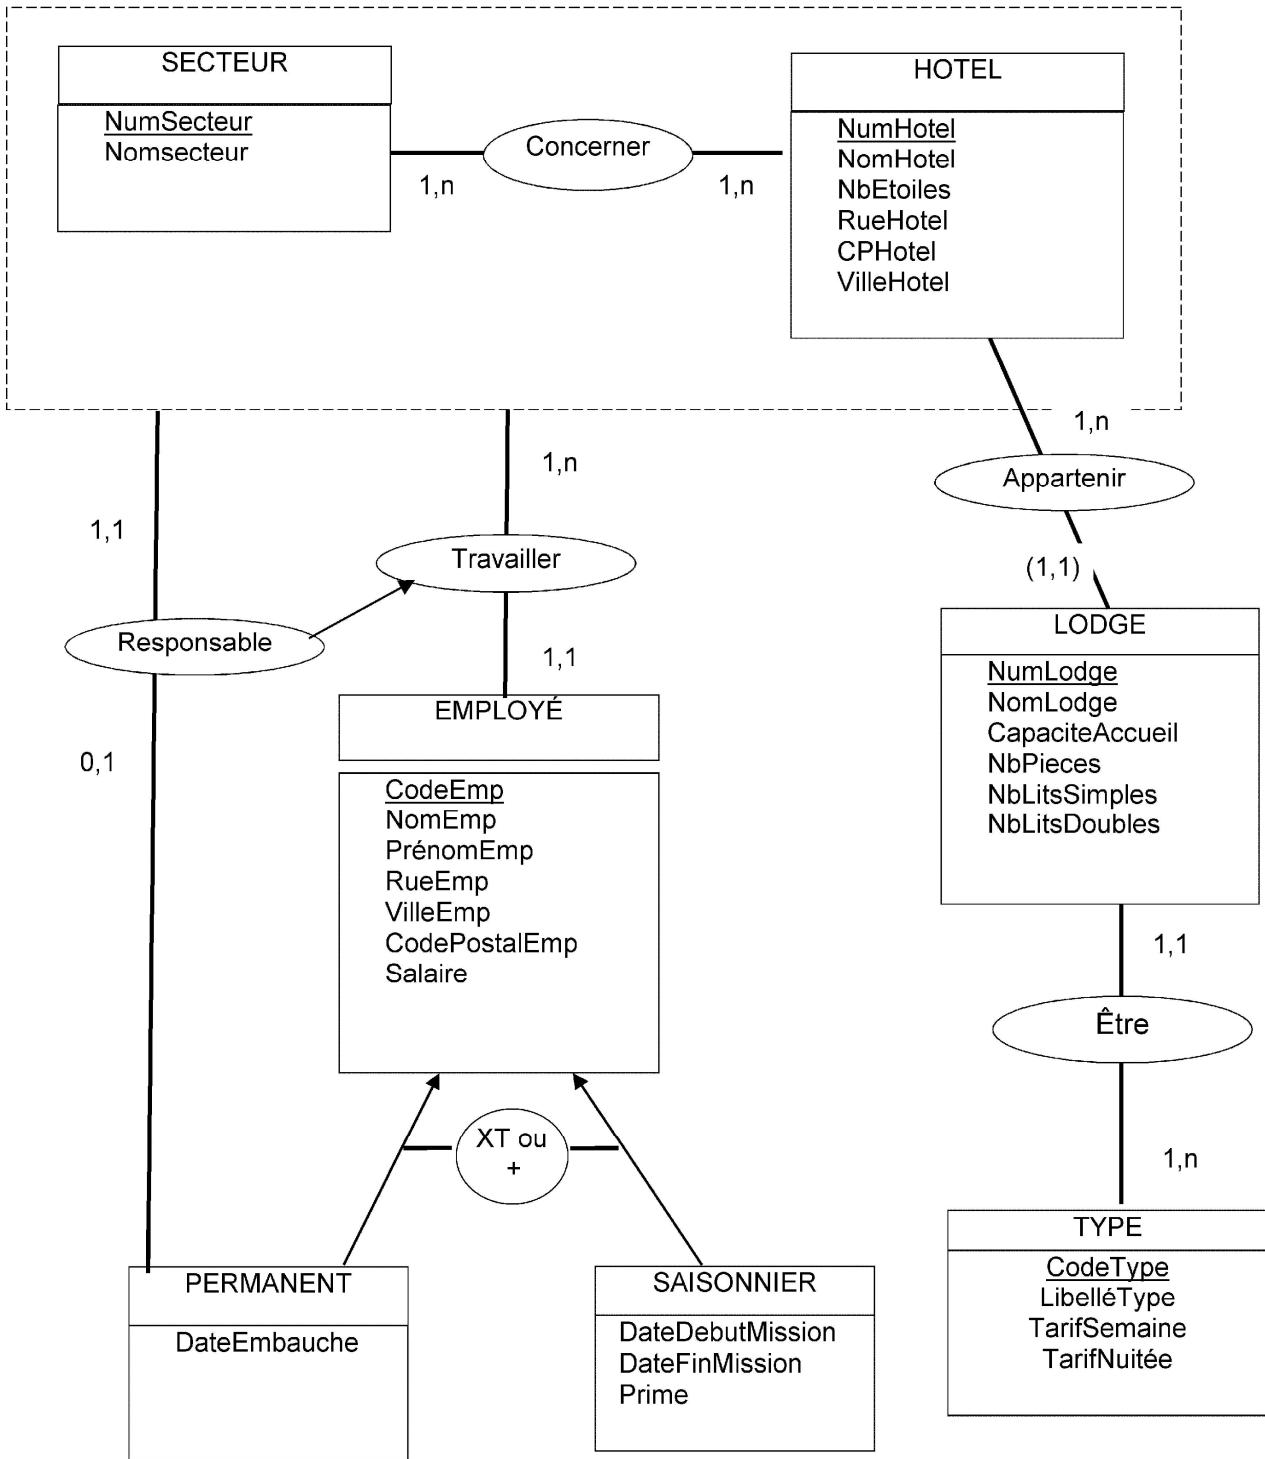 SECTEUR
NumSecteur
Nomsecteur
Concerner
1,n
1,n
HOTEL
NumHotel
NomHotel
NbEtoiles
RueHotel
CPHotel
VilleHotel
1,n
Appartenir
(1,1)
1,1
1,n
Travailler
Responsable
1,1
0,1
EMPLOYÉ
CodeEmp
NomEmp
PrénomEmp
RueEmp
VilleEmp
CodePostalEmp
Salaire
LODGE
NumLodge
NomLodge
CapaciteAccueil
NbPieces
NbLitsSimples
NbLitsDoubles
1,1
Être
1,n
XT ou
+
PERMANENT
DateEmbauche
SAISONNIER
DateDebutMission
DateFinMission
Prime
TYPE
CodeType
LibelléType
TarifSemaine
TarifNuitée